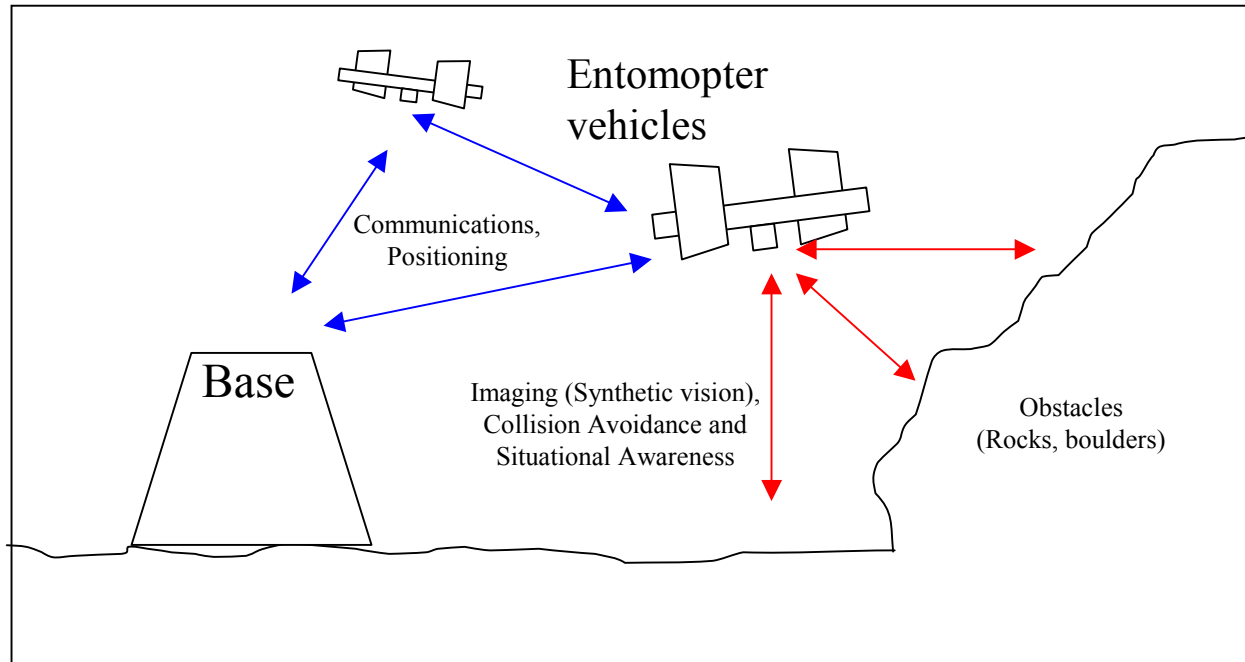 Entomopter
vehicles
Communications,
Positioning
Base
Imaging (Synthetic vision),
Collision Avoidance and
Situational Awareness
Obstacles
(Rocks, boulders)